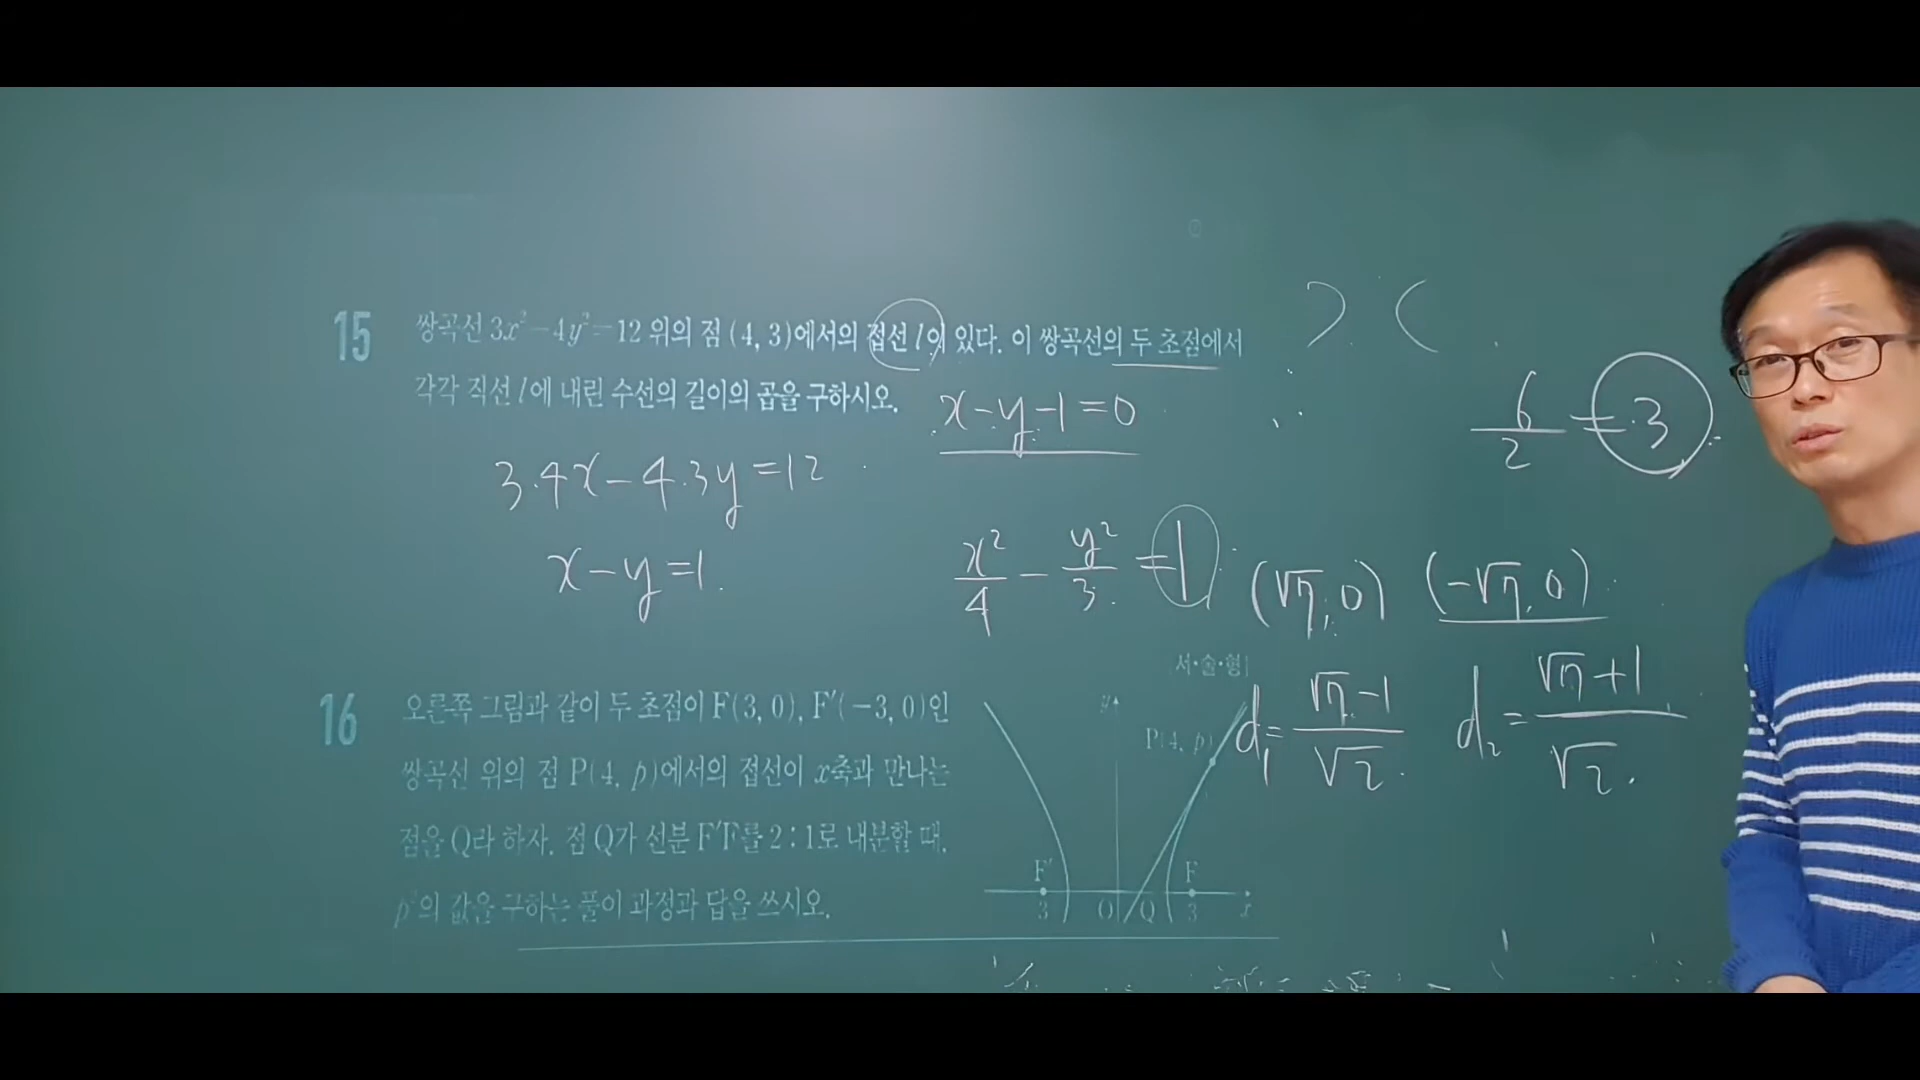 15 쌍곡선 3x²-4y²=12 위의 점 (4, 3)에서의 접선 l이 있다. 이 쌍곡선의 두 초점에서
각각 직선 l에 내린 수선의 길이의 곱을 구하시오.
x-y-1=0
6/2=3
3·4x-4·3y=12
x-y=1
x²/4 - y²/3 = 1
(√7, 0) (-√7, 0)
d₁=(√7-1)/√2 d₂=(√7+1)/√2
서·술·형
16 오른쪽 그림과 같이 두 초점이 F(3, 0), F′(-3, 0)인
쌍곡선 위의 점 P(4, p)에서의 접선이 x축과 만나는
점을 Q라 하자. 점 Q가 선분 F′F를 2:1로 내분할 때,
p²의 값을 구하는 풀이 과정과 답을 쓰시오.
y
P(4, p)
F′ F
3 O Q 3 x